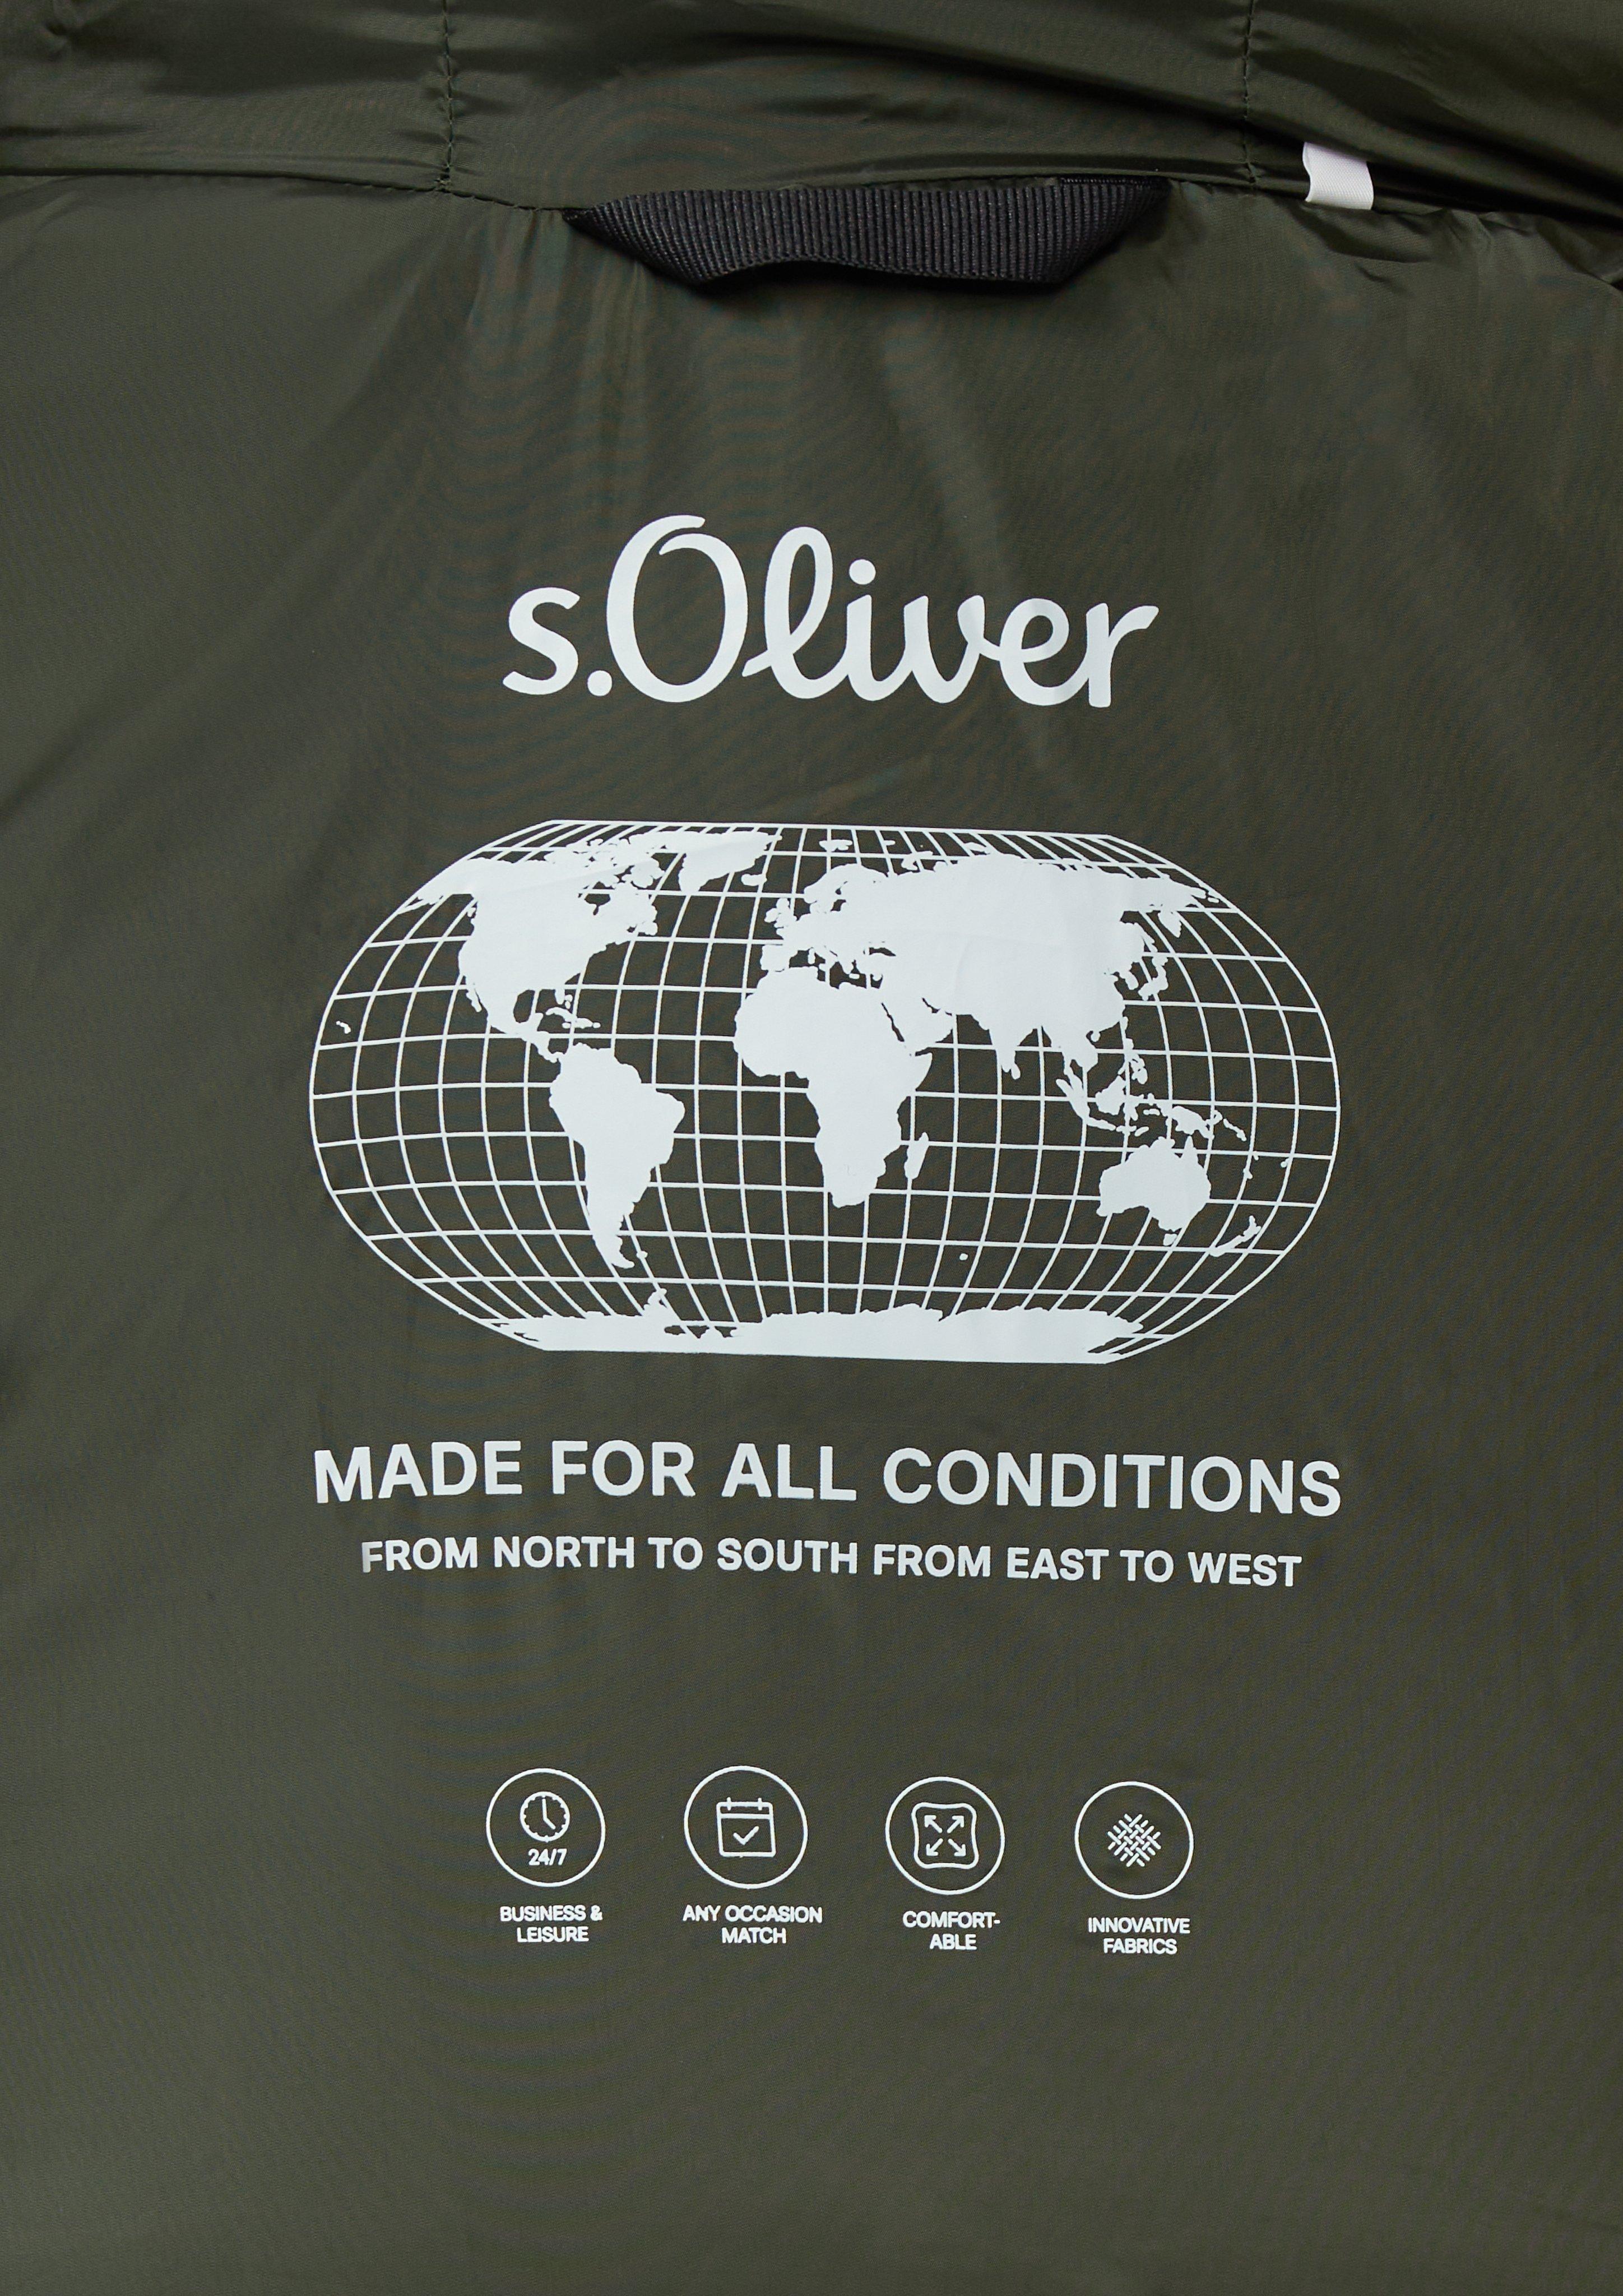 s.Oliver
MADE FOR ALL CONDITIONS
FROM NORTH TO SOUTH FROM EAST TO WEST
24/7
BUSINESS &
LEISURE
ANY OCCASION
MATCH
COMFORT-
ABLE
INNOVATIVE
FABRICS